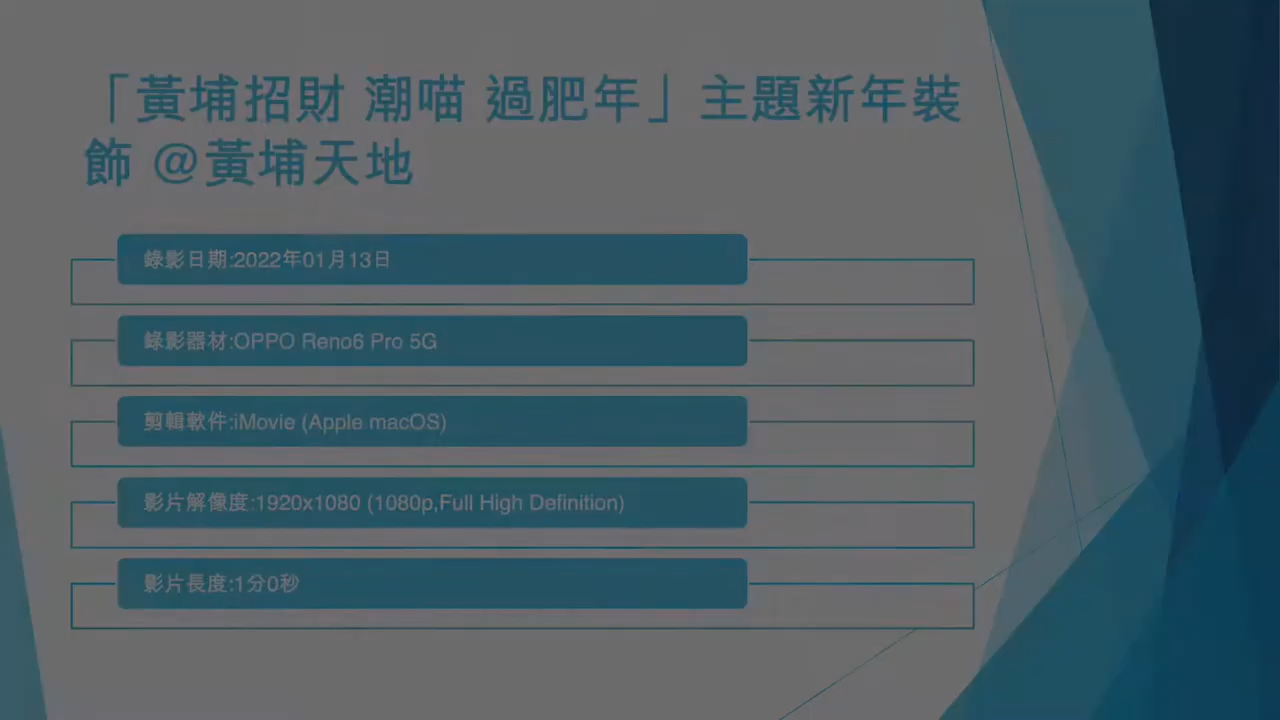 「黃埔招財 潮喵 過肥年」主題新年裝
飾 @黃埔天地
錄影日期:2022年01月13日
錄影器材:OPPO Reno6 Pro 5G
剪輯軟件:iMovie (Apple macOS)
影片解像度:1920x1080 (1080p,Full High Definition)
影片長度:1分0秒